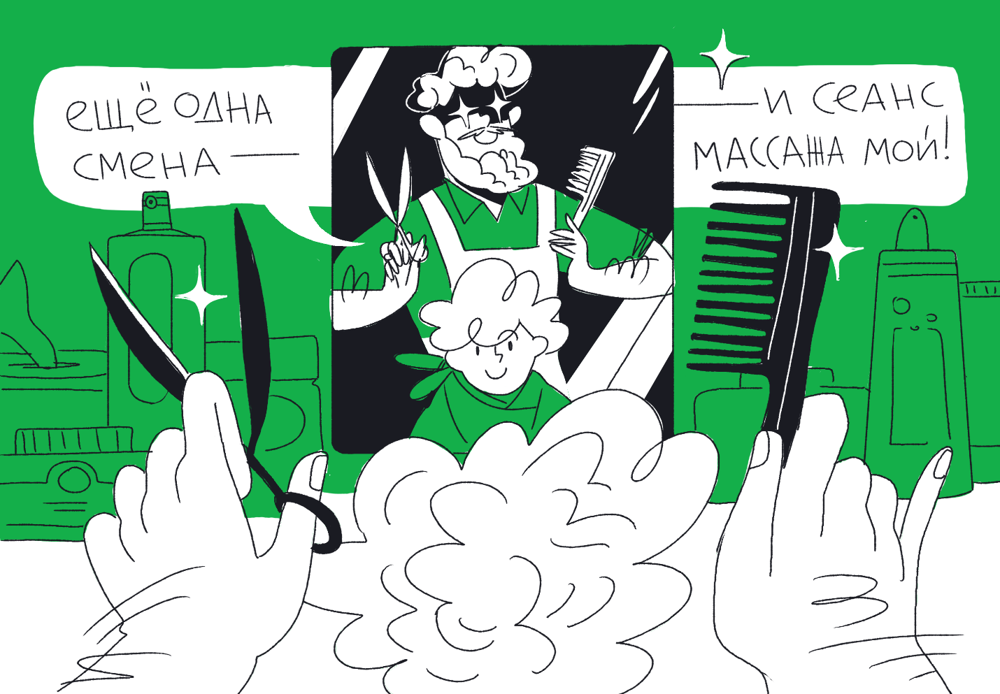 ещё одна
смена —
— и сеанс
массажа мой!